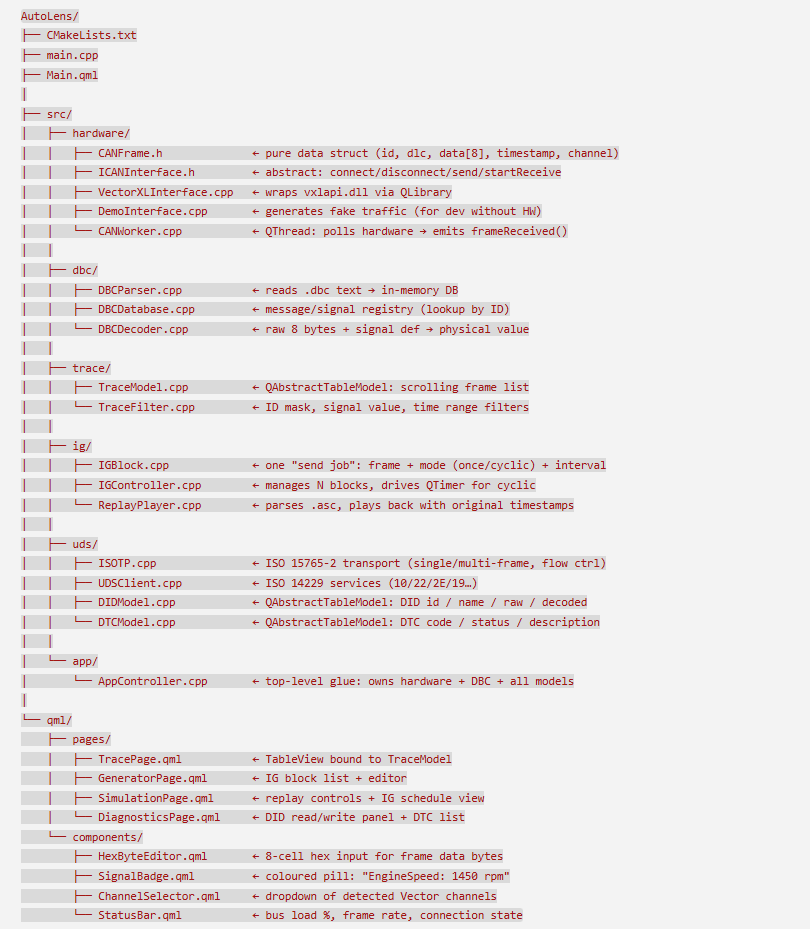 AutoLens/
├── CMakeLists.txt
├── main.cpp
├── Main.qml
│
├── src/
│   ├── hardware/
│   │   ├── CANFrame.h              ← pure data struct (id, dlc, data[8], timestamp, channel)
│   │   ├── ICANInterface.h         ← abstract: connect/disconnect/send/startReceive
│   │   ├── VectorXLInterface.cpp   ← wraps vxlapi.dll via QLibrary
│   │   ├── DemoInterface.cpp       ← generates fake traffic (for dev without HW)
│   │   └── CANWorker.cpp           ← QThread: polls hardware → emits frameReceived()
│   │
│   ├── dbc/
│   │   ├── DBCParser.cpp           ← reads .dbc text → in-memory DB
│   │   ├── DBCDatabase.cpp         ← message/signal registry (lookup by ID)
│   │   └── DBCDecoder.cpp          ← raw 8 bytes + signal def → physical value
│   │
│   ├── trace/
│   │   ├── TraceModel.cpp          ← QAbstractTableModel: scrolling frame list
│   │   └── TraceFilter.cpp         ← ID mask, signal value, time range filters
│   │
│   ├── ig/
│   │   ├── IGBlock.cpp             ← one "send job": frame + mode (once/cyclic) + interval
│   │   ├── IGController.cpp        ← manages N blocks, drives QTimer for cyclic
│   │   └── ReplayPlayer.cpp        ← parses .asc, plays back with original timestamps
│   │
│   ├── uds/
│   │   ├── ISOTP.cpp               ← ISO 15765-2 transport (single/multi-frame, flow ctrl)
│   │   ├── UDSClient.cpp           ← ISO 14229 services (10/22/2E/19…)
│   │   ├── DIDModel.cpp            ← QAbstractTableModel: DID id / name / raw / decoded
│   │   └── DTCModel.cpp            ← QAbstractTableModel: DTC code / status / description
│   │
│   └── app/
│       └── AppController.cpp       ← top-level glue: owns hardware + DBC + all models
│
└── qml/
    ├── pages/
    │   ├── TracePage.qml           ← TableView bound to TraceModel
    │   ├── GeneratorPage.qml       ← IG block list + editor
    │   ├── SimulationPage.qml      ← replay controls + IG schedule view
    │   └── DiagnosticsPage.qml     ← DID read/write panel + DTC list
    └── components/
        ├── HexByteEditor.qml       ← 8-cell hex input for frame data bytes
        ├── SignalBadge.qml         ← coloured pill: "EngineSpeed: 1450 rpm"
        ├── ChannelSelector.qml     ← dropdown of detected Vector channels
        └── StatusBar.qml           ← bus load %, frame rate, connection state